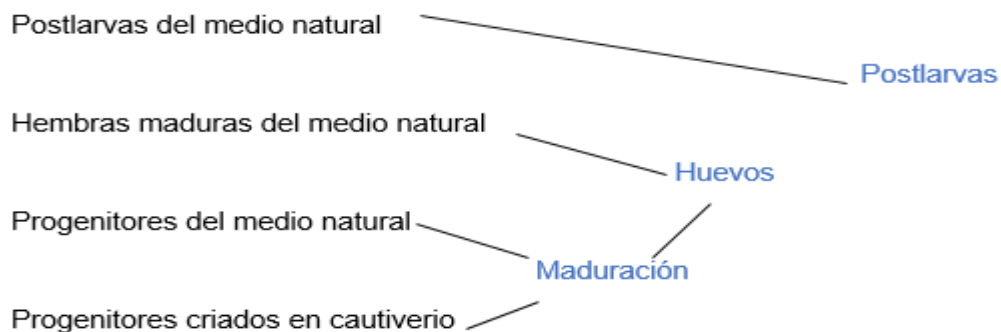 Postlarvas del medio natural
Postlarvas
Hembras maduras del medio natural
Huevos
Progenitores del medio natural
Maduración
Progenitores criados en cautiverio